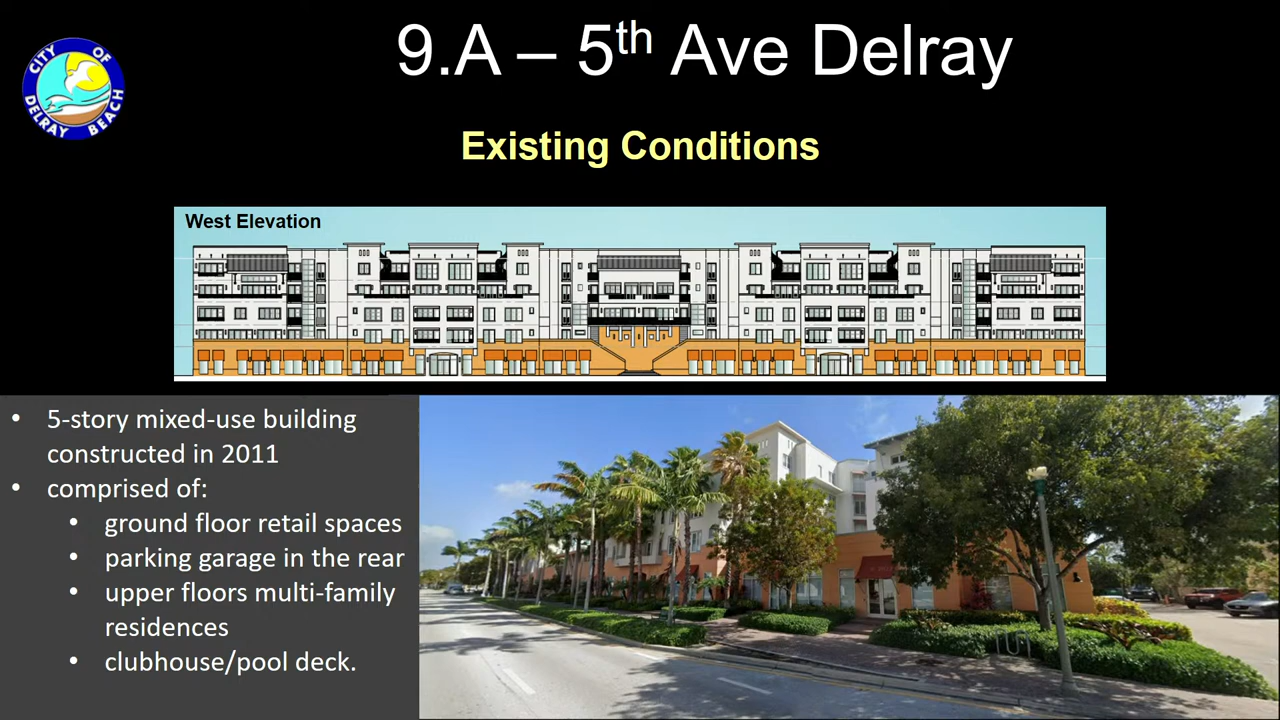 CITY OF
DELRAY BEACH
9.A – 5th Ave Delray
Existing Conditions
West Elevation
• 5-story mixed-use building
constructed in 2011
• comprised of:
• ground floor retail spaces
• parking garage in the rear
• upper floors multi-family
residences
• clubhouse/pool deck.